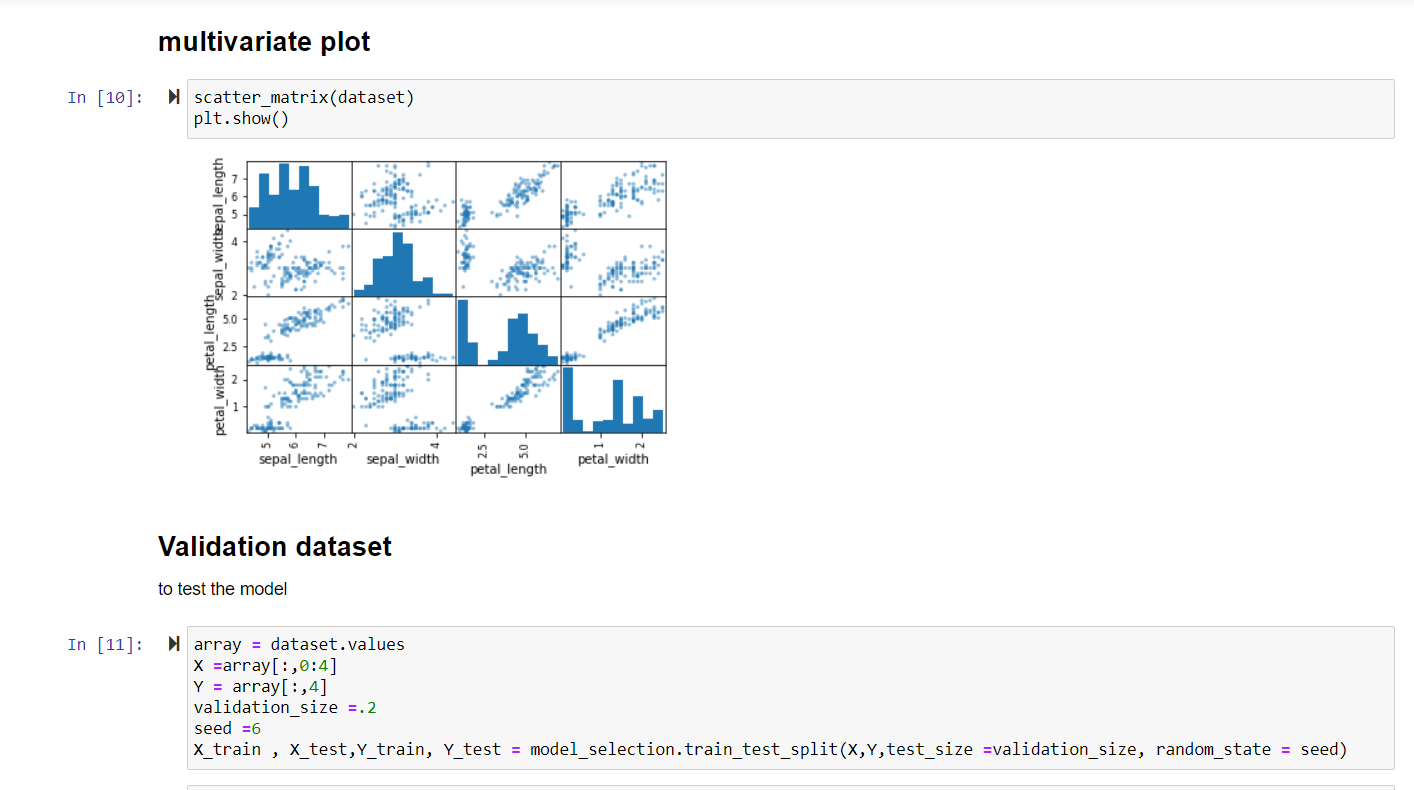 multivariate plot
In [10]:
scatter_matrix(dataset)
plt.show()
sepal_length
7
6
5
sepal_width
4
2
petal_length
5.0
2.5
petal_width
2
1
5 6 7 2 4 2.5 5.0 1 2
sepal_length sepal_width petal_length petal_width
Validation dataset
to test the model
In [11]:
array = dataset.values
X =array[:,0:4]
Y = array[:,4]
validation_size =.2
seed =6
X_train , X_test,Y_train, Y_test = model_selection.train_test_split(X,Y,test_size =validation_size, random_state = seed)